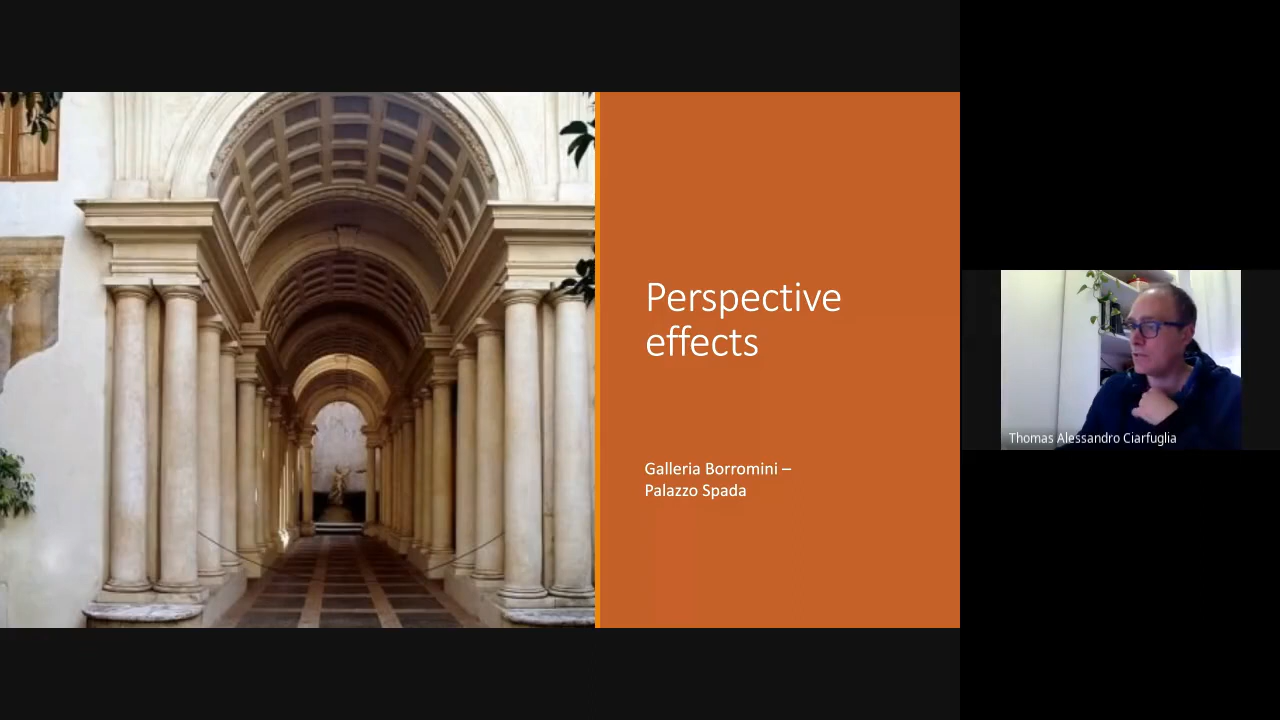 Perspective
effects
Galleria Borromini –
Palazzo Spada
Thomas Alessandro Ciarfuglia